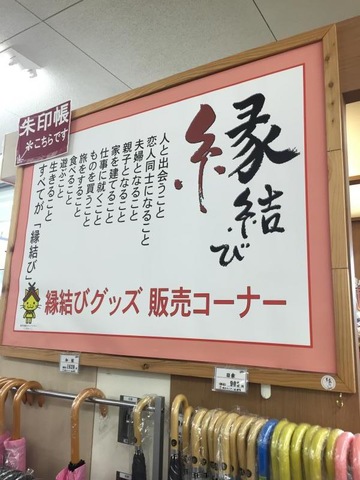 朱印帳
※こちらです
縁結び
人と出会うこと
恋人同士になること
夫婦となること
親子となること
家を建てること
仕事に就くこと
ものを買うこと
旅をすること
食べること
遊ぶこと
生きること
すべてが「縁結び」
縁結びグッズ 販売コーナー